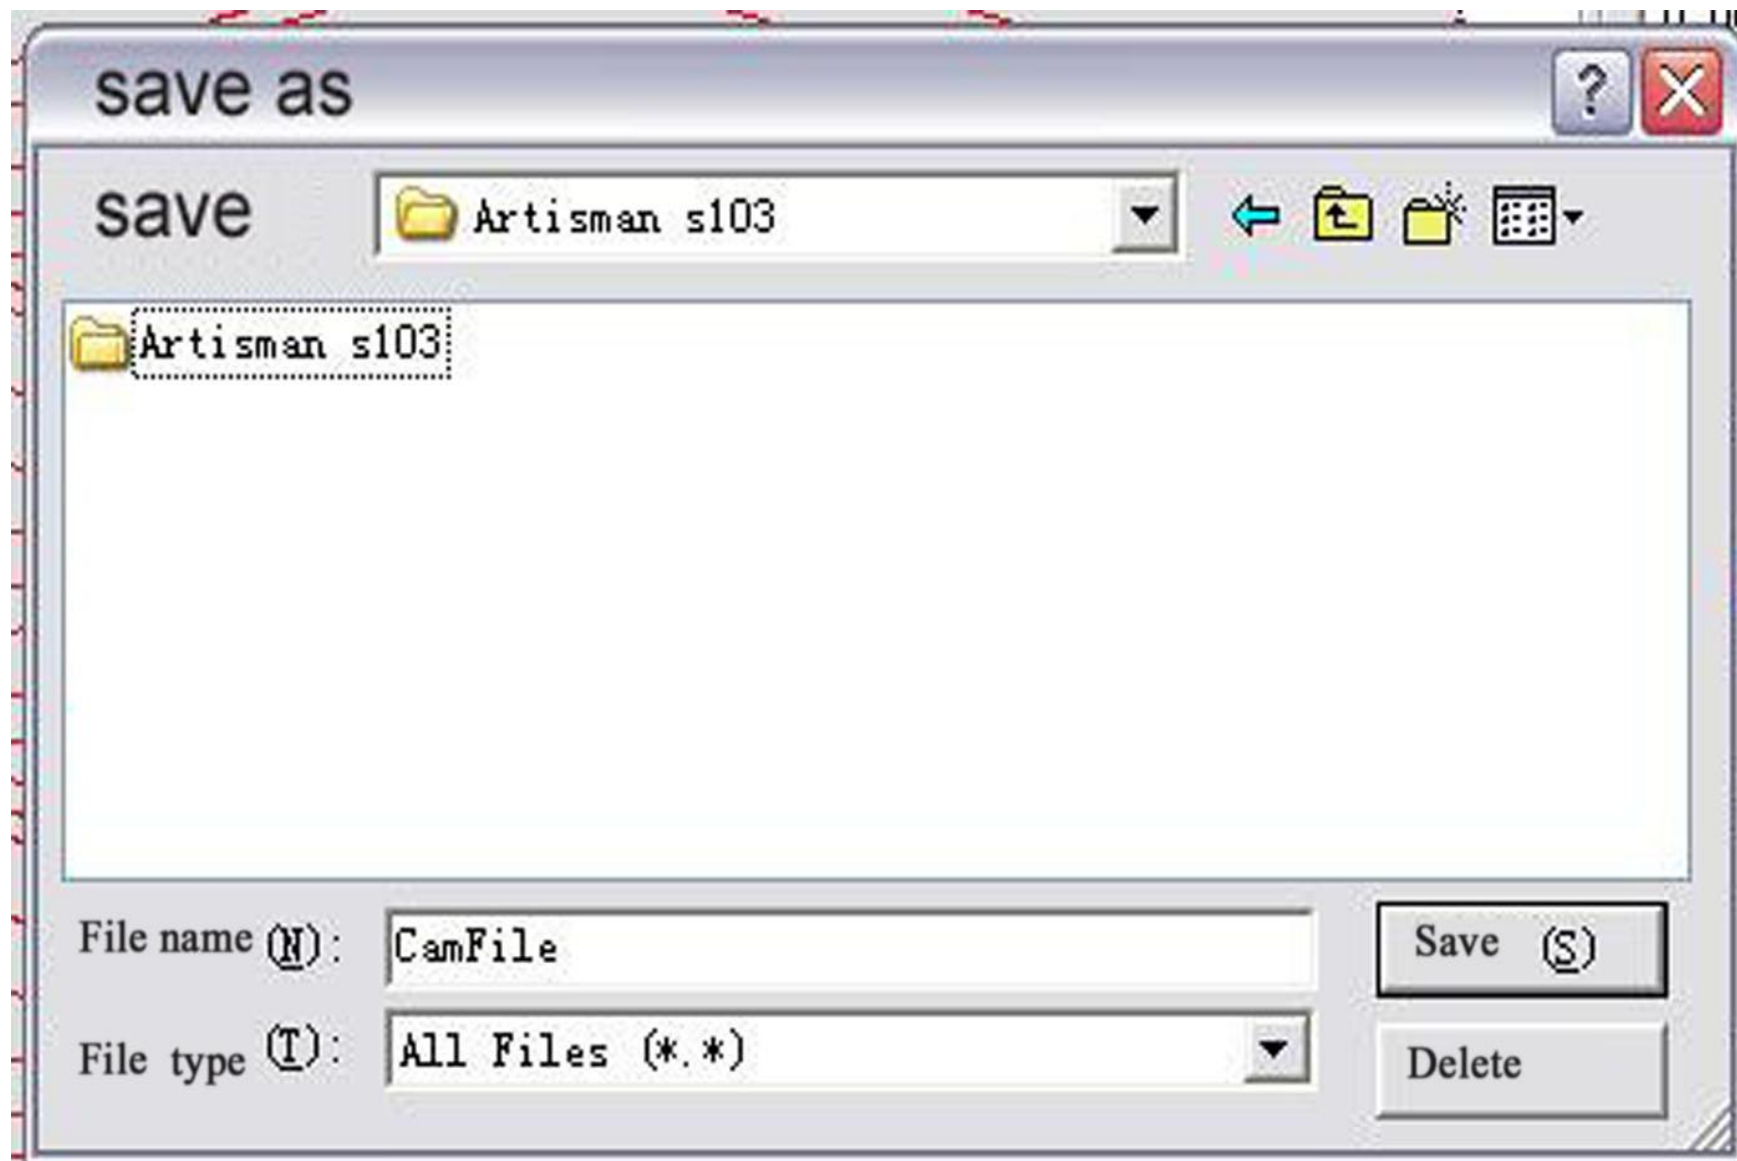 save as
save Artisman s103
Artisman s103
File name (N): CamFile Save (S)
File type (T): All Files (*.*) Delete